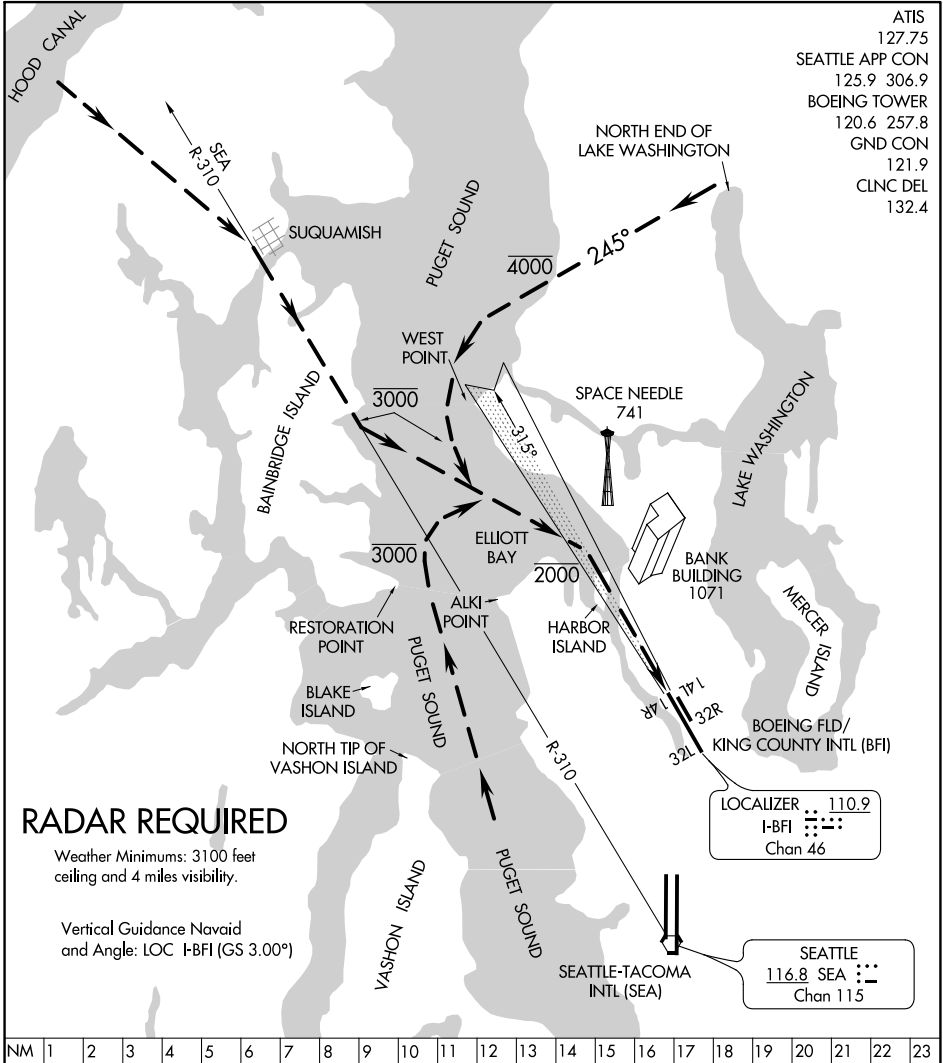 ATIS
127.75
SEATTLE APP CON
125.9 306.9
BOEING TOWER
120.6 257.8
GND CON
121.9
CLNC DEL
132.4
HOOD CANAL
SEA
R-310
SUQUAMISH
PUGET SOUND
NORTH END OF
LAKE WASHINGTON
245°
4000
WEST
POINT
3000
315°
SPACE NEEDLE
741
BAINBRIDGE ISLAND
LAKE WASHINGTON
3000
ELLIOTT
BAY
2000
BANK
BUILDING
1071
RESTORATION
POINT
ALKI
POINT
HARBOR
ISLAND
MERCER
ISLAND
PUGET SOUND
BLAKE
ISLAND
14R
14L
32R
32L
BOEING FLD/
KING COUNTY INTL (BFI)
NORTH TIP OF
VASHON ISLAND
R-310
LOCALIZER 110.9
I-BFI
Chan 46
RADAR REQUIRED
Weather Minimums: 3100 feet
ceiling and 4 miles visibility.
Vertical Guidance Navaid
and Angle: LOC I-BFI (GS 3.00°)
VASHON ISLAND
PUGET SOUND
SEATTLE-TACOMA
INTL (SEA)
SEATTLE
116.8 SEA
Chan 115
NM 1 2 3 4 5 6 7 8 9 10 11 12 13 14 15 16 17 18 19 20 21 22 23